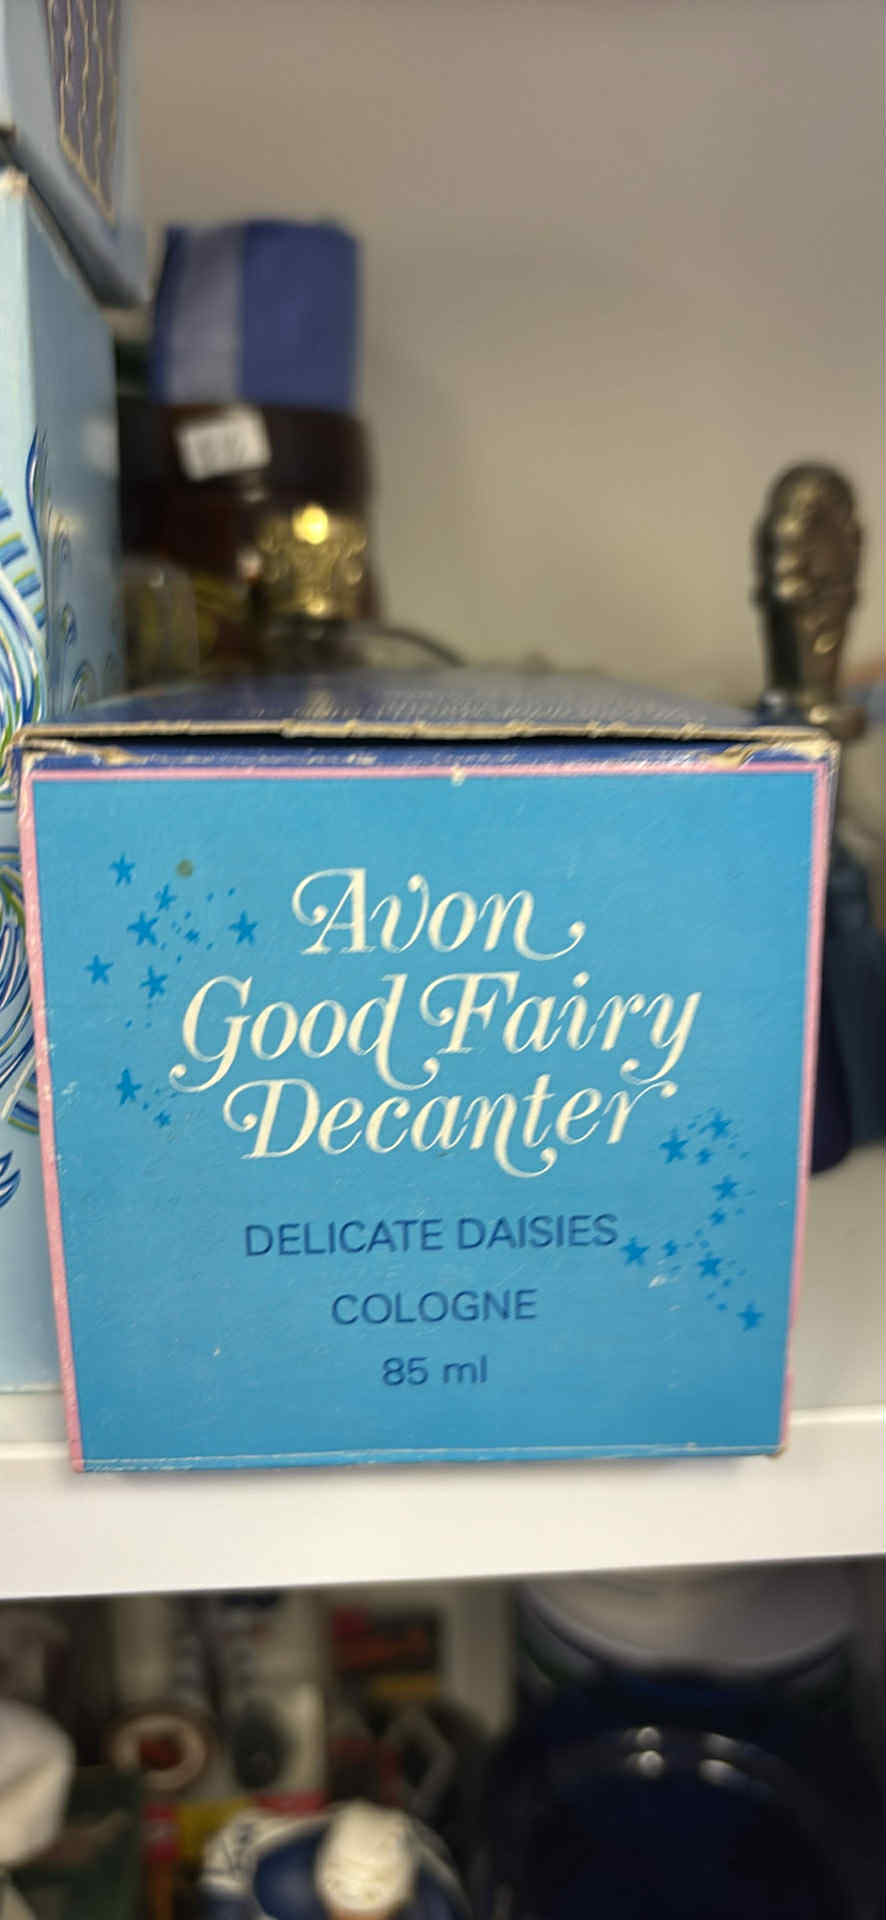 Avon
Good Fairy
Decanter
DELICATE DAISIES
COLOGNE
85 ml